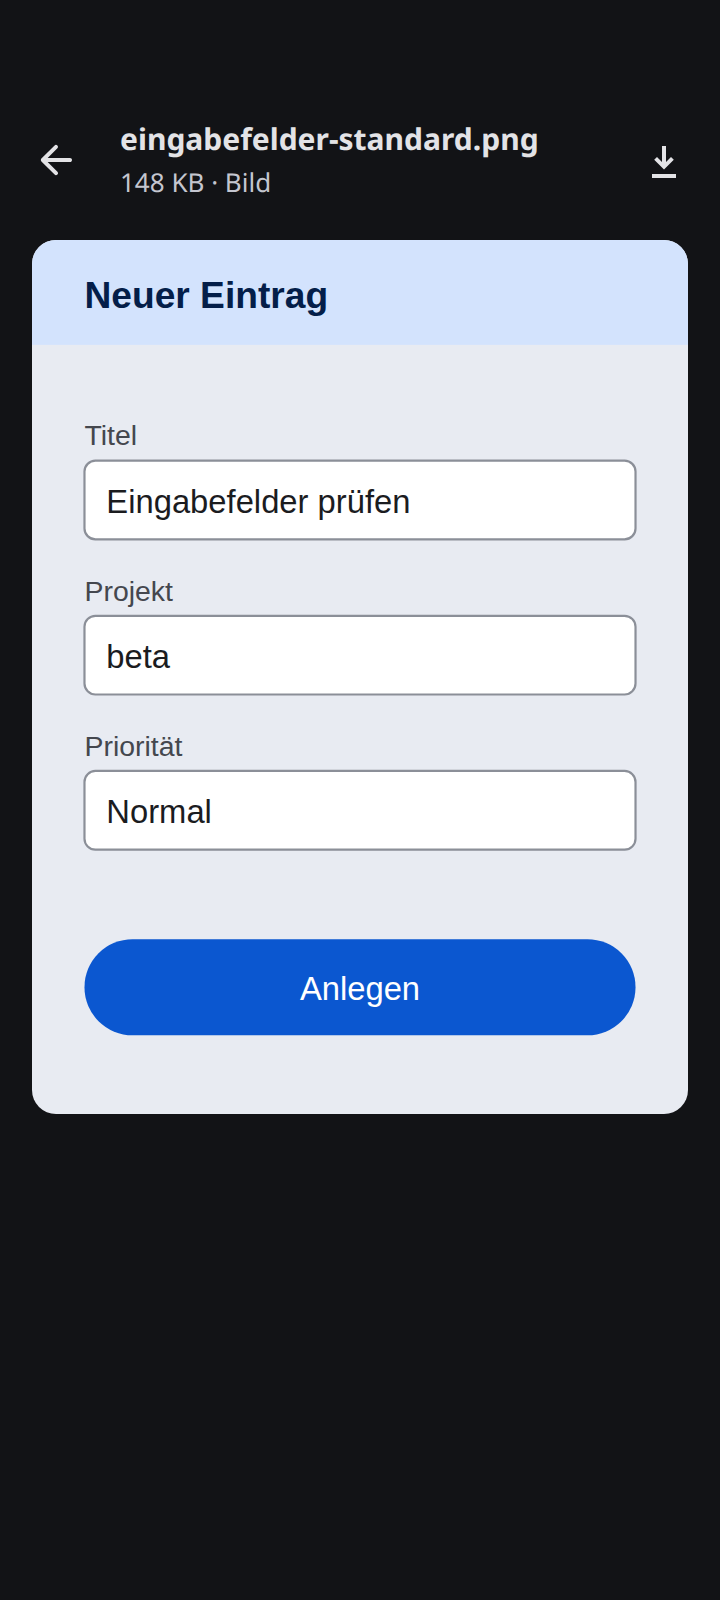 eingabefelder-standard.png
148 KB · Bild
Neuer Eintrag
Titel
Eingabefelder prüfen
Projekt
beta
Priorität
Normal
Anlegen